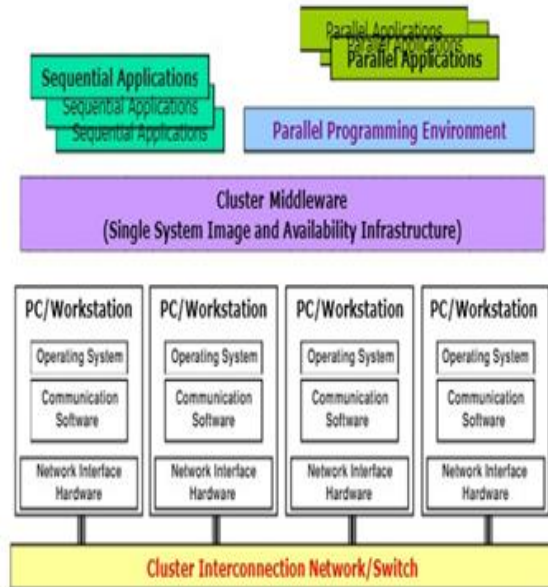 Parallel Applications
Parallel Applications
Parallel Applications
Sequential Applications
Sequential Applications
Sequential Applications
Parallel Programming Environment
Cluster Middleware
(Single System Image and Availability Infrastructure)
PC/Workstation
Operating System
Communication
Software
Network Interface
Hardware
PC/Workstation
Operating System
Communication
Software
Network Interface
Hardware
PC/Workstation
Operating System
Communication
Software
Network Interface
Hardware
PC/Workstation
Operating System
Communication
Software
Network Interface
Hardware
Cluster Interconnection Network/Switch